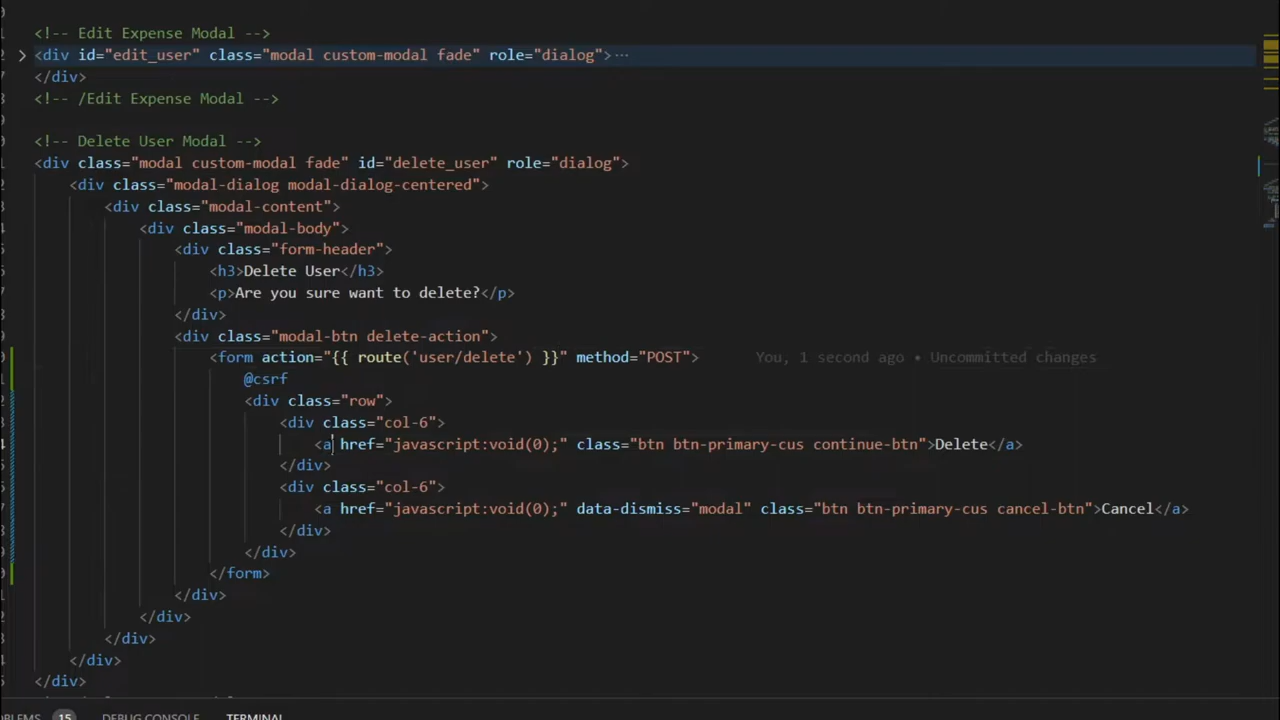 <!-- Edit Expense Modal -->
<div id="edit_user" class="modal custom-modal fade" role="dialog">···
</div>
<!-- /Edit Expense Modal -->
<!-- Delete User Modal -->
<div class="modal custom-modal fade" id="delete_user" role="dialog">
<div class="modal-dialog modal-dialog-centered">
<div class="modal-content">
<div class="modal-body">
<div class="form-header">
<h3>Delete User</h3>
<p>Are you sure want to delete?</p>
</div>
<div class="modal-btn delete-action">
<form action="{{ route('user/delete') }}" method="POST"> You, 1 second ago • Uncommitted changes
@csrf
<div class="row">
<div class="col-6">
<a href="javascript:void(0);" class="btn btn-primary-cus continue-btn">Delete</a>
</div>
<div class="col-6">
<a href="javascript:void(0);" data-dismiss="modal" class="btn btn-primary-cus cancel-btn">Cancel</a>
</div>
</div>
</form>
</div>
</div>
</div>
</div>
</div>
15 DEBUG CONSOLE TERMINAL